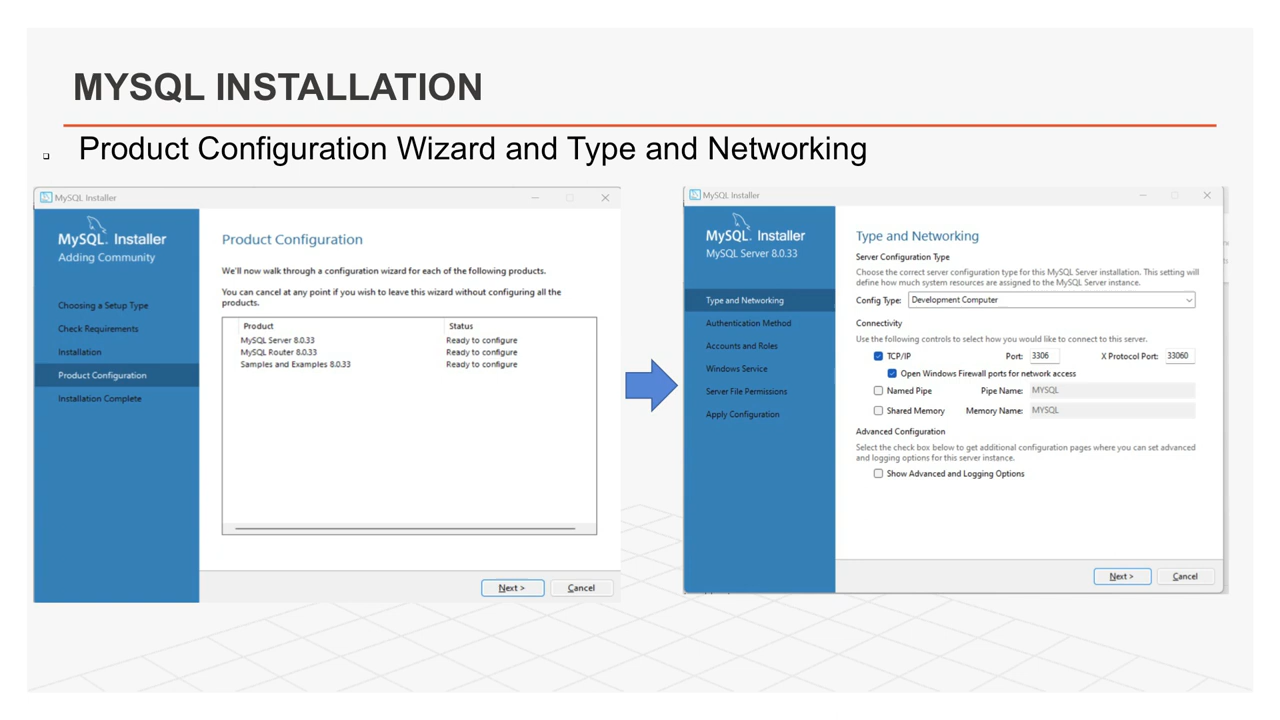 MYSQL INSTALLATION
Product Configuration Wizard and Type and Networking
MySQL Installer
MySQL. Installer
Adding Community
Choosing a Setup Type
Check Requirements
Installation
Product Configuration
Installation Complete
Product Configuration
We'll now walk through a configuration wizard for each of the following products.
You can cancel at any point if you wish to leave this wizard without configuring all the
products.
Product Status
MySQL Server 8.0.33 Ready to configure
MySQL Router 8.0.33 Ready to configure
Samples and Examples 8.0.33 Ready to configure
Next > Cancel
MySQL Installer
MySQL. Installer
MySQL Server 8.0.33
Type and Networking
Authentication Method
Accounts and Roles
Windows Service
Server File Permissions
Apply Configuration
Type and Networking
Server Configuration Type
Choose the correct server configuration type for this MySQL Server installation. This setting will
define how much system resources are assigned to the MySQL Server instance.
Config Type: Development Computer
Connectivity
Use the following controls to select how you would like to connect to this server.
TCP/IP Port: 3306 X Protocol Port: 33060
Open Windows Firewall ports for network access
Named Pipe Pipe Name: MYSQL
Shared Memory Memory Name: MYSQL
Advanced Configuration
Select the check box below to get additional configuration pages where you can set advanced
and logging options for this server instance.
Show Advanced and Logging Options
Next > Cancel